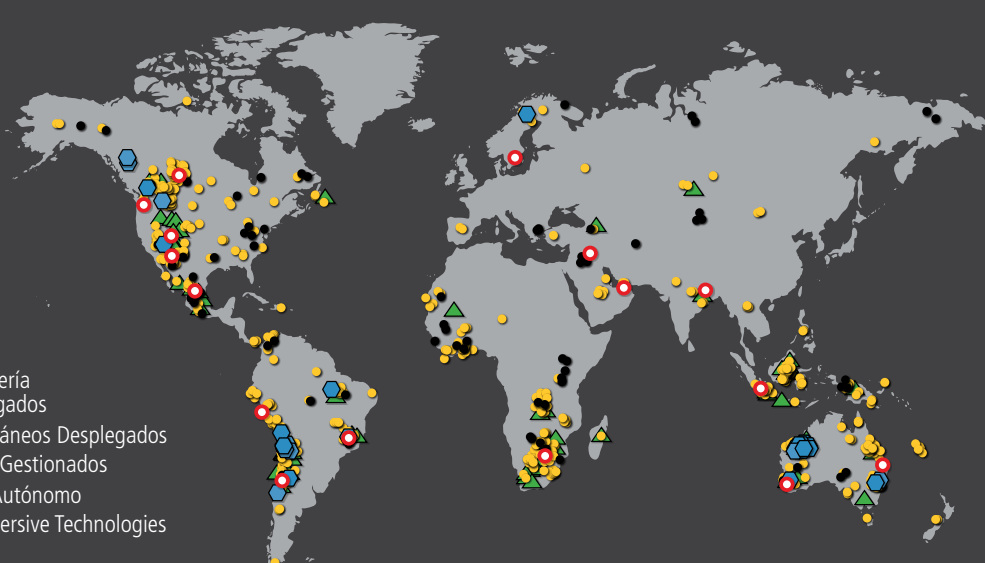 ería
gados
áneos Desplegados
Gestionados
Autónomo
ersive Technologies